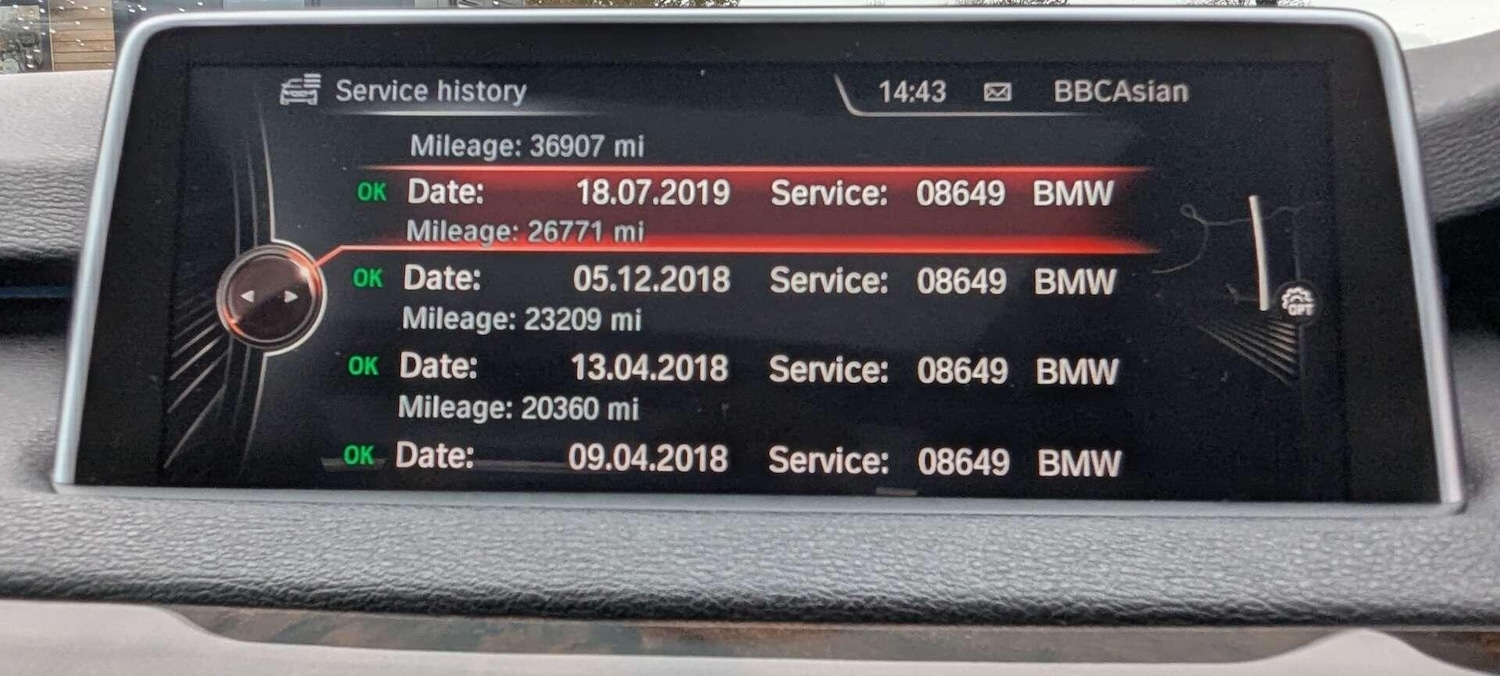 Service history 14:43 BBCAsian
Mileage: 36907 mi
OK Date: 18.07.2019 Service: 08649 BMW
Mileage: 26771 mi
OK Date: 05.12.2018 Service: 08649 BMW
Mileage: 23209 mi
OK Date: 13.04.2018 Service: 08649 BMW
Mileage: 20360 mi
OK Date: 09.04.2018 Service: 08649 BMW
OPT